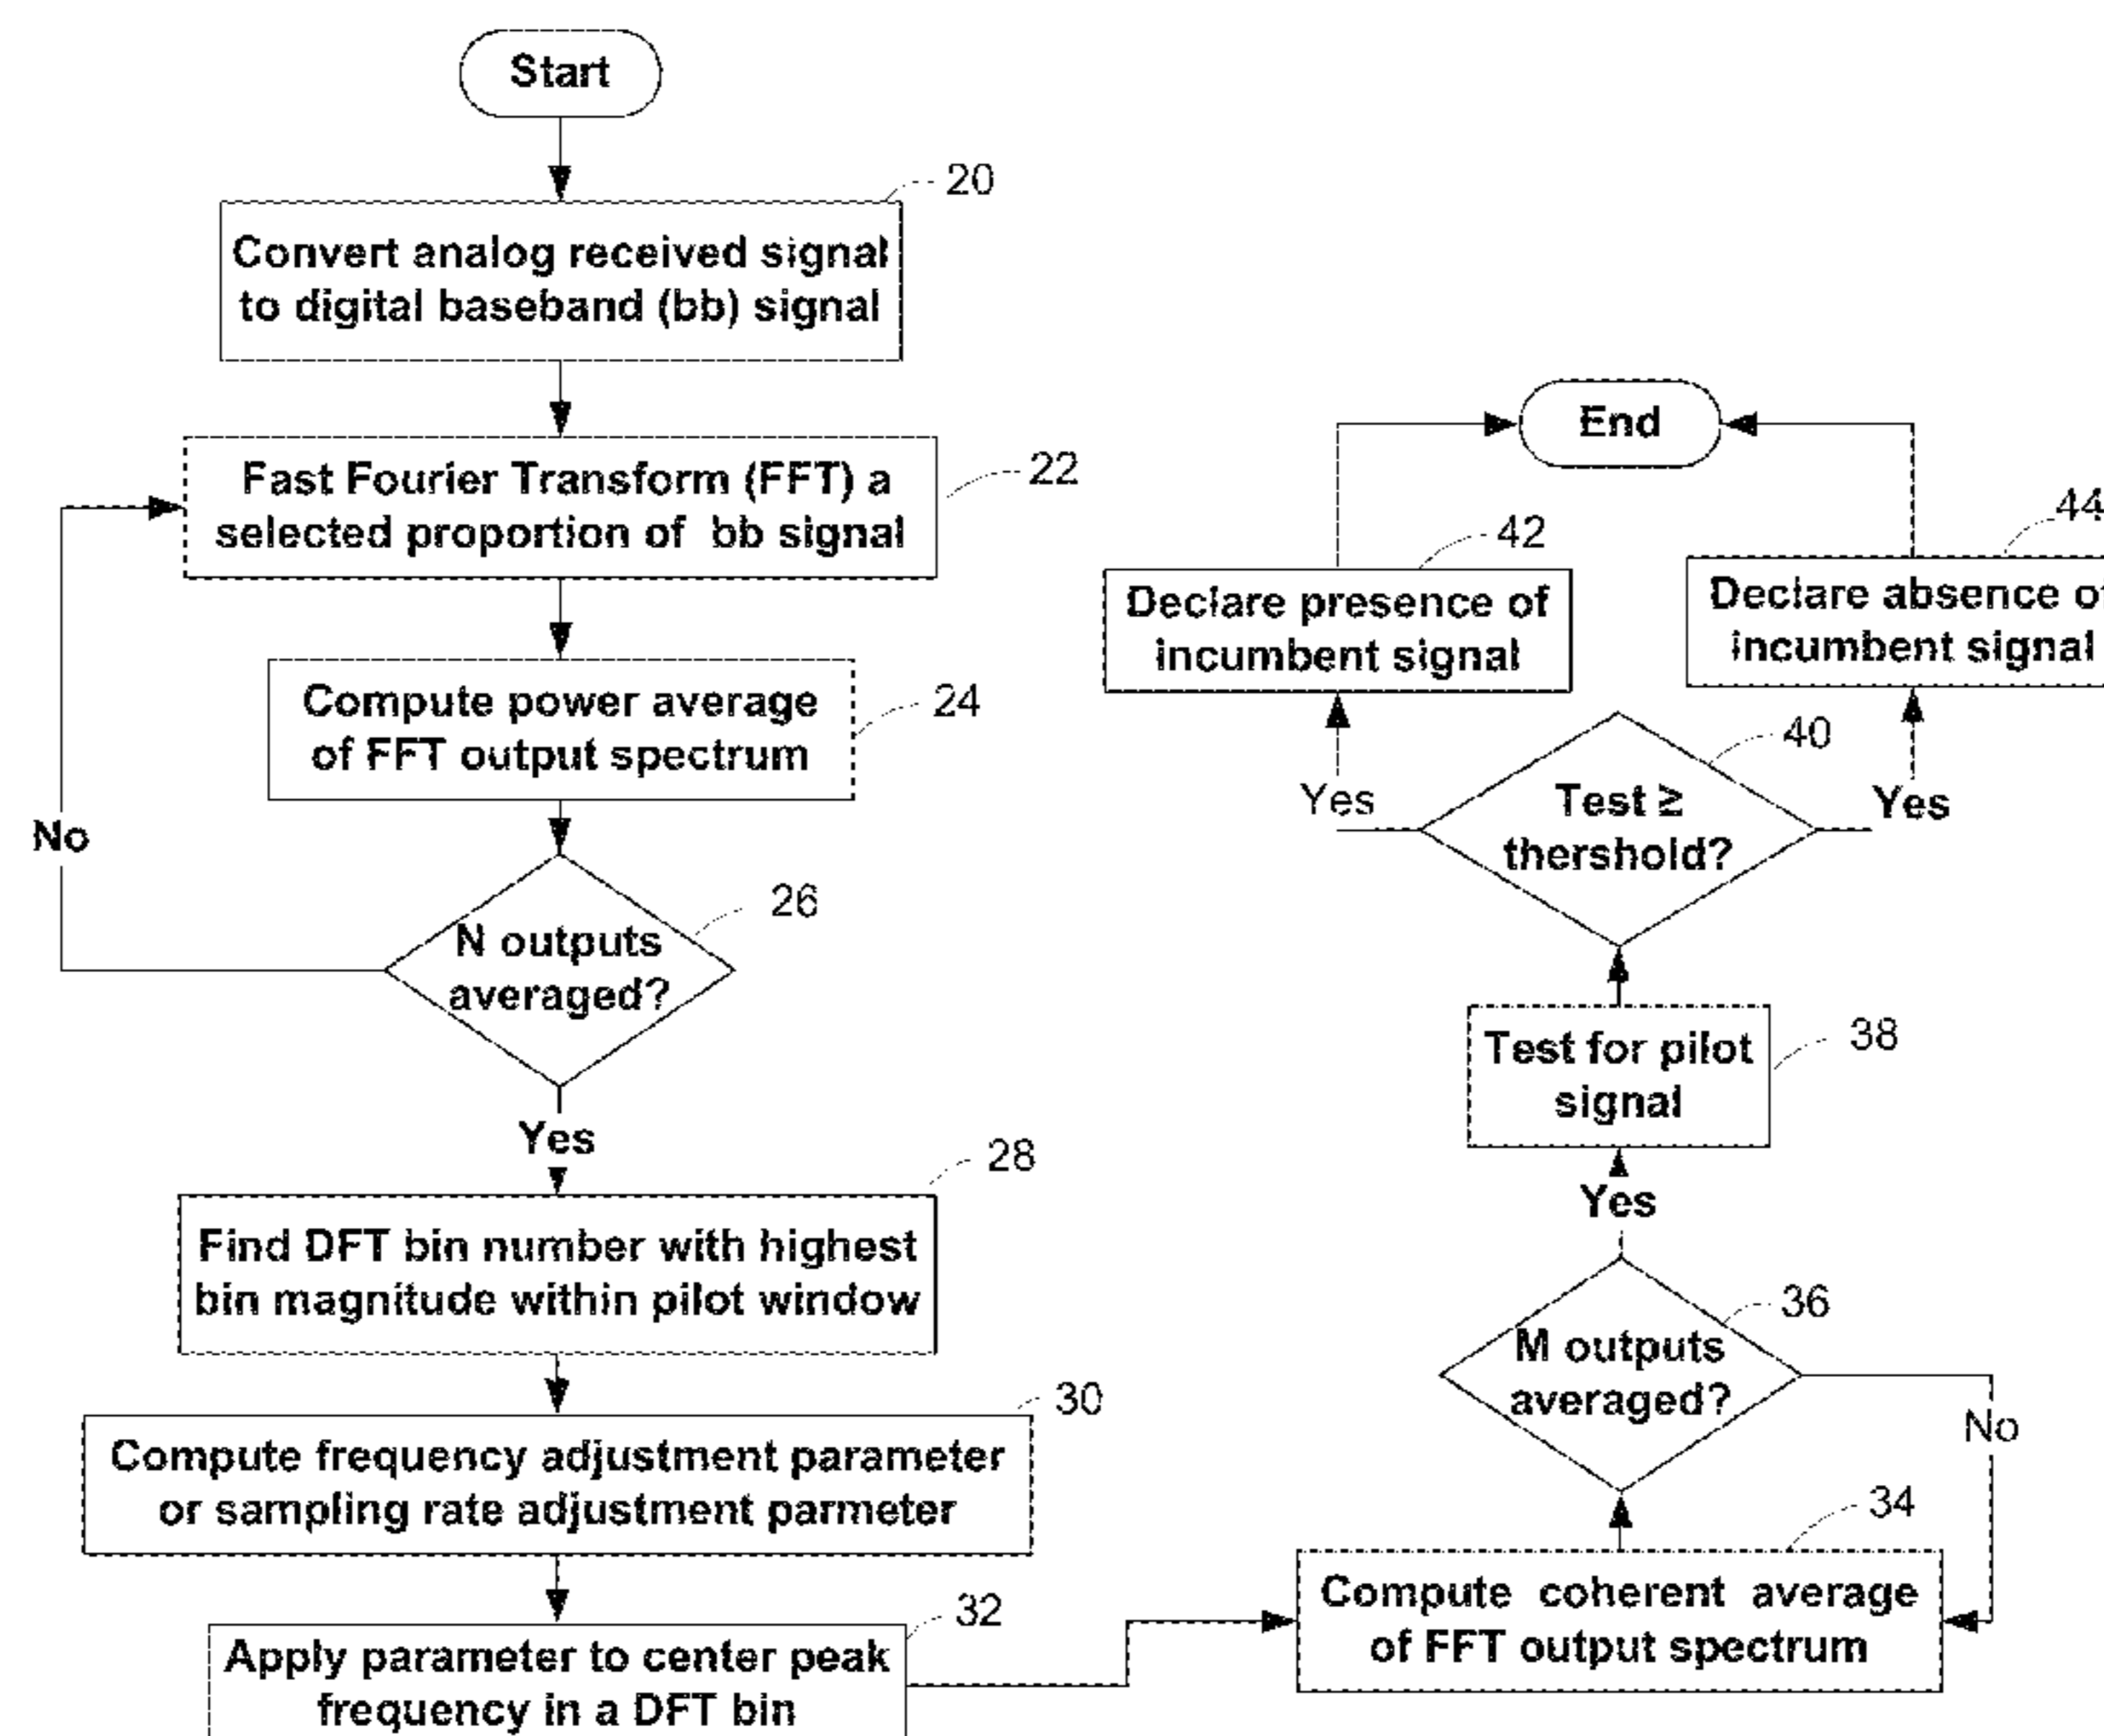 Start
20
Convert analog received signal
to digital baseband (bb) signal
22
Fast Fourier Transform (FFT) a
selected proportion of bb signal
24
Compute power average
of FFT output spectrum
No
26
N outputs
averaged?
Yes
28
Find DFT bin number with highest
bin magnitude within pilot window
30
Compute frequency adjustment parameter
or sampling rate adjustment parmeter
32
Apply parameter to center peak
frequency in a DFT bin
34
Compute coherent average
of FFT output spectrum
No
36
M outputs
averaged?
Yes
38
Test for pilot
signal
40
Test ≥
thershold?
Yes
Yes
42
Declare presence of
incumbent signal
44
Declare absence of
incumbent signal
End